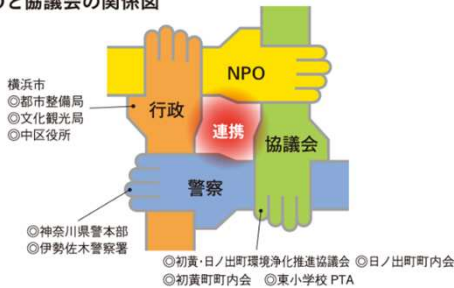 と協議会の関係図
NPO
行政
連携
協議会
警察
横浜市
◎都市整備局
◎文化観光局
◎中区役所
◎神奈川県警本部
◎伊勢佐木警察署
◎初黄・日ノ出町環境浄化推進協議会 ◎日ノ出町町内会
◎初黄町町内会 ◎東小学校 PTA